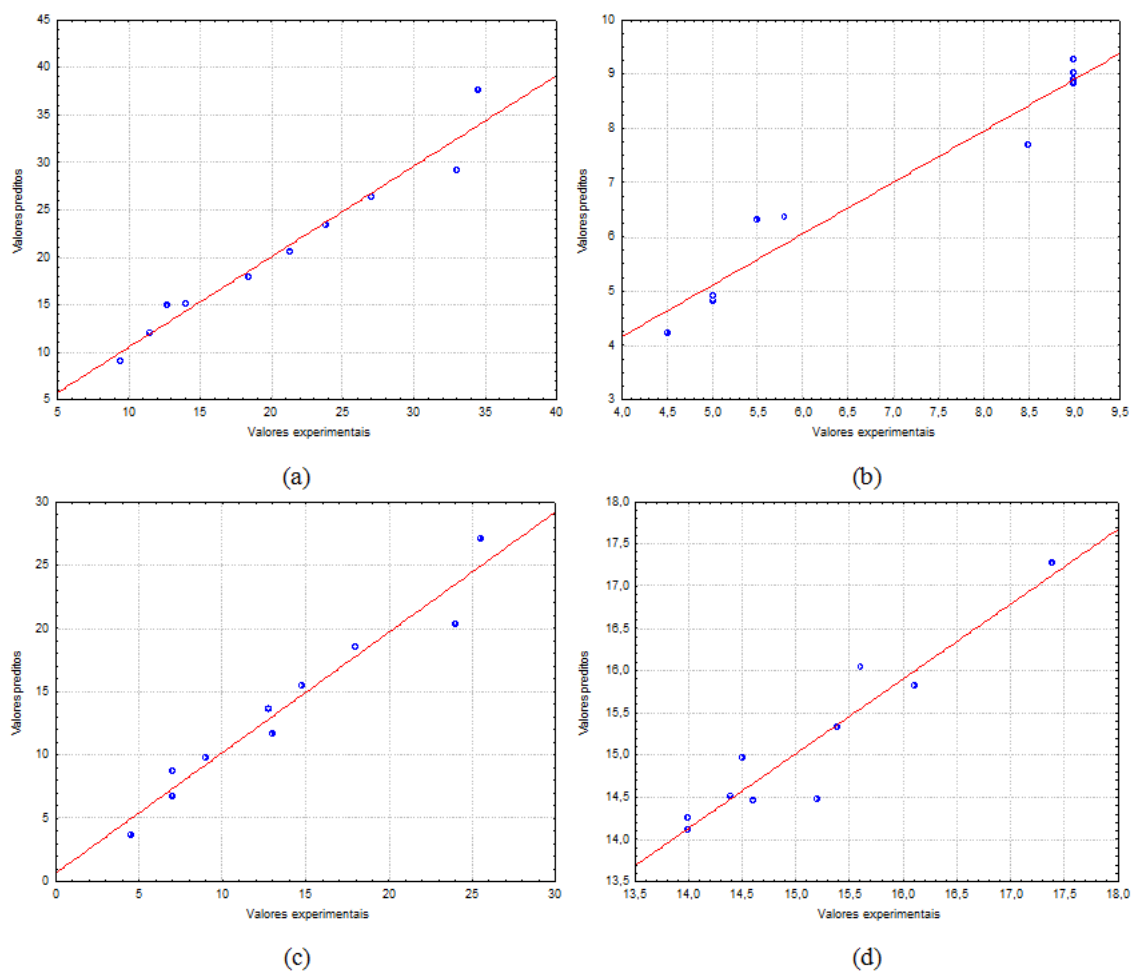 45
40
35
30
25
20
15
10
5
5 10 15 20 25 30 35 40
Valores preditos
Valores experimentais
(a)
10
9
8
7
6
5
4
3
4,0 4,5 5,0 5,5 6,0 6,5 7,0 7,5 8,0 8,5 9,0 9,5
Valores preditos
Valores experimentais
(b)
30
25
20
15
10
5
0
0 5 10 15 20 25 30
Valores preditos
Valores experimentais
(c)
18,0
17,5
17,0
16,5
16,0
15,5
15,0
14,5
14,0
13,5
13,5 14,0 14,5 15,0 15,5 16,0 16,5 17,0 17,5 18,0
Valores preditos
Valores experimentais
(d)